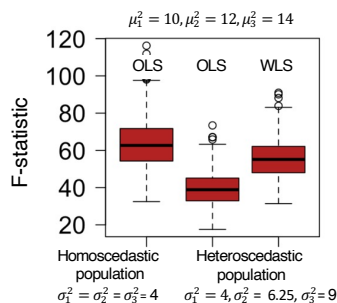 μ₁² = 10, μ₂² = 12, μ₃² = 14
120
100
80
60
40
20
F-statistic
OLS OLS WLS
Homoscedastic population
Heteroscedastic population
σ₁² = σ₂² = σ₃² = 4
σ₁² = 4, σ₂² = 6.25, σ₃² = 9